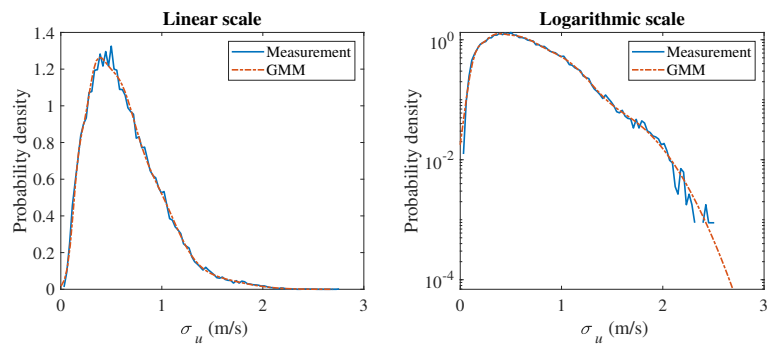 Linear scale
Probability density
1.4
1.2
1
0.8
0.6
0.4
0.2
0
0
1
2
3
σ_u (m/s)
Measurement
GMM
Logarithmic scale
Probability density
10^0
10^-2
10^-4
0
1
2
3
σ_u (m/s)
Measurement
GMM